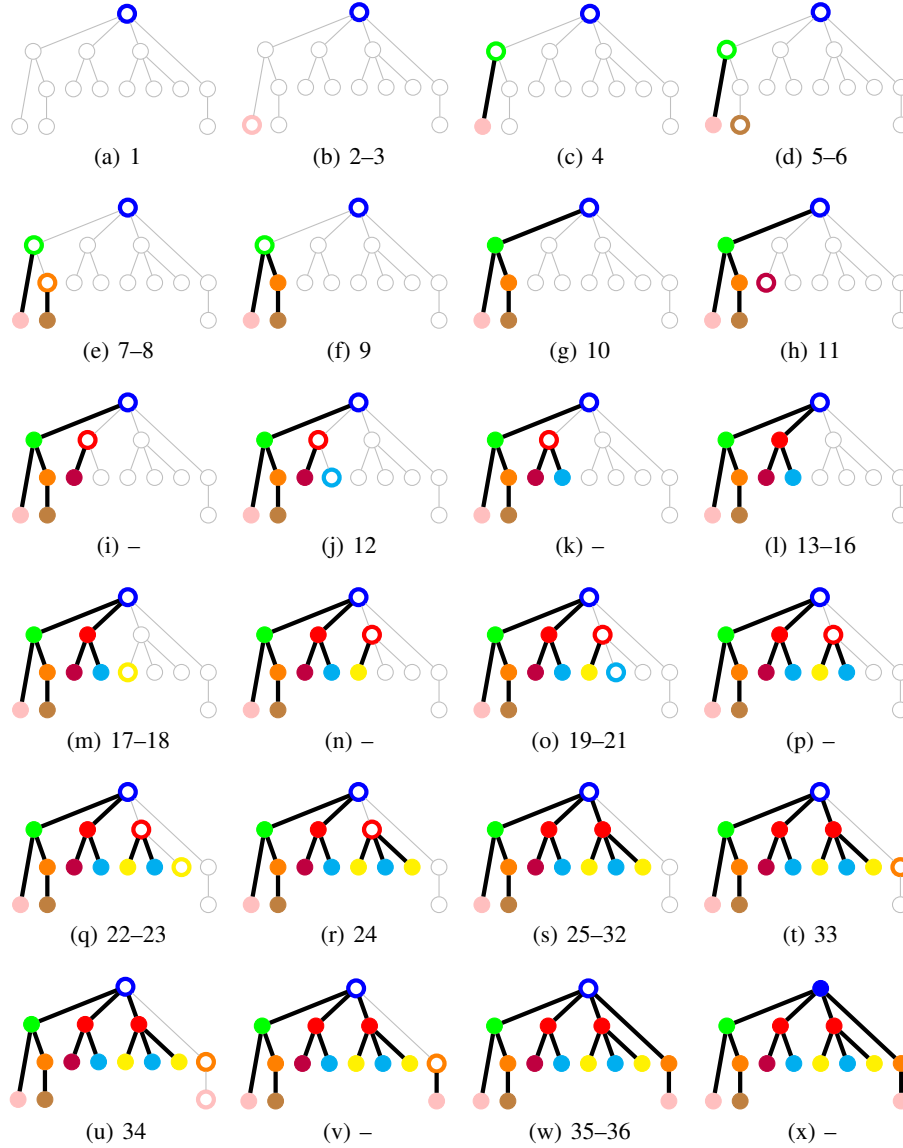 (a) 1 (b) 2–3 (c) 4 (d) 5–6
(e) 7–8 (f) 9 (g) 10 (h) 11
(i) – (j) 12 (k) – (l) 13–16
(m) 17–18 (n) – (o) 19–21 (p) –
(q) 22–23 (r) 24 (s) 25–32 (t) 33
(u) 34 (v) – (w) 35–36 (x) –